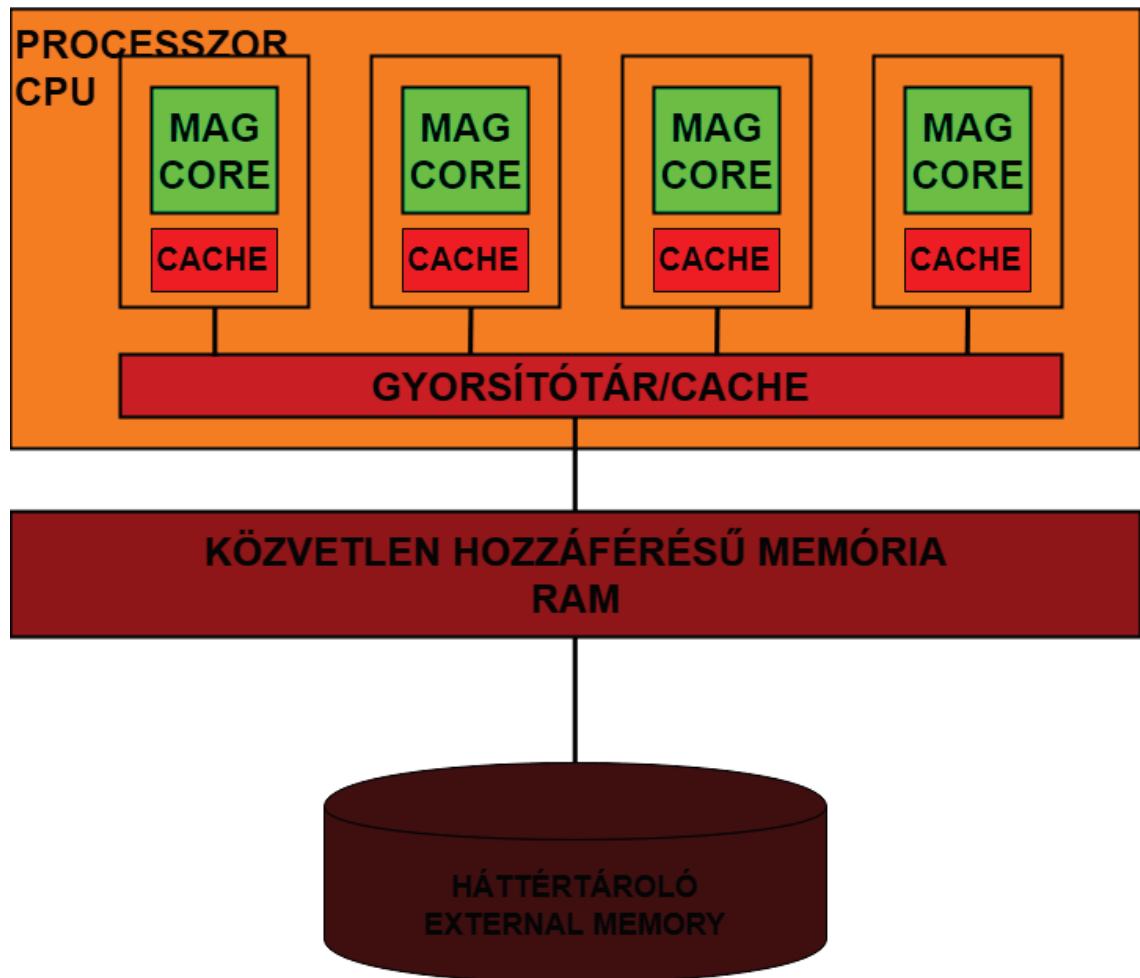 PROCESSZOR
CPU
MAG
CORE
CACHE
MAG
CORE
CACHE
MAG
CORE
CACHE
MAG
CORE
CACHE
GYORSÍTÓTÁR/CACHE
KÖZVETLEN HOZZÁFÉRÉSŰ MEMÓRIA
RAM
HÁTTÉRTÁROLÓ
EXTERNAL MEMORY